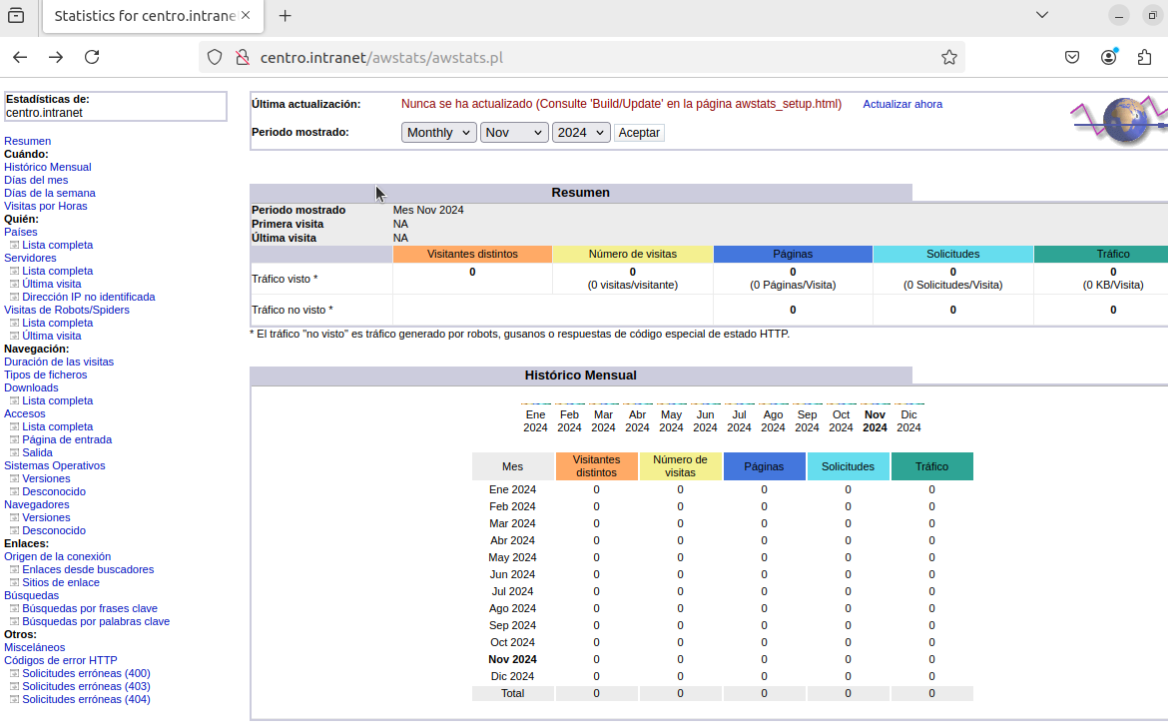 Statistics for centro.intrane
centro.intranet/awstats/awstats.pl
Estadísticas de:
centro.intranet
Resumen
Cuándo:
Histórico Mensual
Días del mes
Días de la semana
Visitas por Horas
Quién:
Países
Lista completa
Servidores
Lista completa
Última visita
Dirección IP no identificada
Visitas de Robots/Spiders
Lista completa
Última visita
Navegación:
Duración de las visitas
Tipos de ficheros
Downloads
Lista completa
Accesos
Lista completa
Página de entrada
Salida
Sistemas Operativos
Versiones
Desconocido
Navegadores
Versiones
Desconocido
Enlaces:
Origen de la conexión
Enlaces desde buscadores
Sitios de enlace
Búsquedas
Búsquedas por frases clave
Búsquedas por palabras clave
Otros:
Misceláneos
Códigos de error HTTP
Solicitudes erróneas (400)
Solicitudes erróneas (403)
Solicitudes erróneas (404)
Última actualización: Nunca se ha actualizado (Consulte 'Build/Update' en la página awstats_setup.html) Actualizar ahora
Periodo mostrado: Monthly Nov 2024 Aceptar
Resumen
Periodo mostrado Mes Nov 2024
Primera visita NA
Última visita NA
Visitantes distintos Número de visitas Páginas Solicitudes Tráfico
Tráfico visto * 0 0 0 0 0
(0 visitas/visitante) (0 Páginas/Visita) (0 Solicitudes/Visita) (0 KB/Visita)
Tráfico no visto * 0 0 0
* El tráfico "no visto" es tráfico generado por robots, gusanos o respuestas de código especial de estado HTTP.
Histórico Mensual
Ene Feb Mar Abr May Jun Jul Ago Sep Oct Nov Dic
2024 2024 2024 2024 2024 2024 2024 2024 2024 2024 2024 2024
Mes Visitantes distintos Número de visitas Páginas Solicitudes Tráfico
Ene 2024 0 0 0 0 0
Feb 2024 0 0 0 0 0
Mar 2024 0 0 0 0 0
Abr 2024 0 0 0 0 0
May 2024 0 0 0 0 0
Jun 2024 0 0 0 0 0
Jul 2024 0 0 0 0 0
Ago 2024 0 0 0 0 0
Sep 2024 0 0 0 0 0
Oct 2024 0 0 0 0 0
Nov 2024 0 0 0 0 0
Dic 2024 0 0 0 0 0
Total 0 0 0 0 0